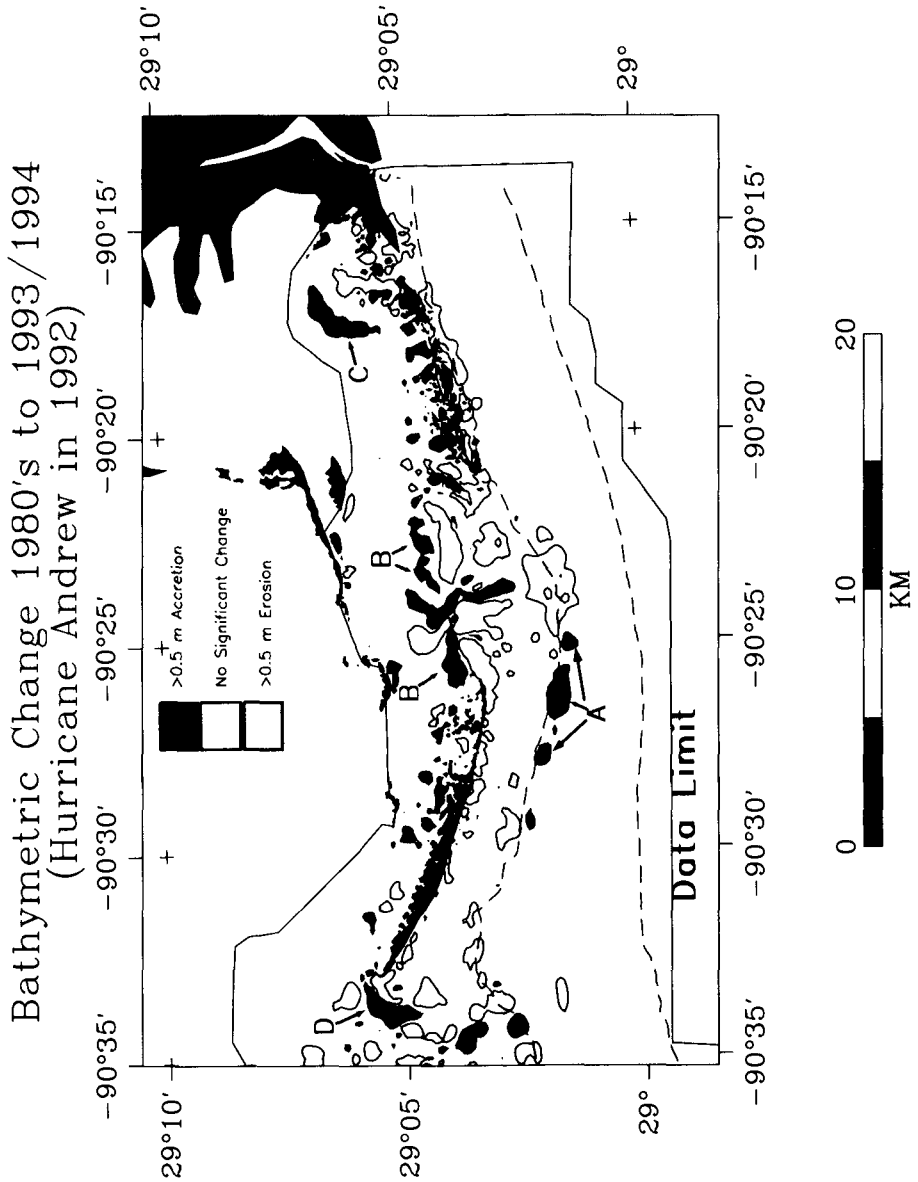 Bathymetric Change 1980's to 1993/1994
(Hurricane Andrew in 1992)
-90°35′
-90°30′
-90°25′
-90°20′
-90°15′
29°10′
29°05′
29°
29°10′
29°05′
29°
>0.5 m Accretion
No Significant Change
>0.5 m Erosion
D
B
B
C
A
Data Limit
-90°35′
-90°30′
-90°25′
-90°20′
-90°15′
0
10
20
KM